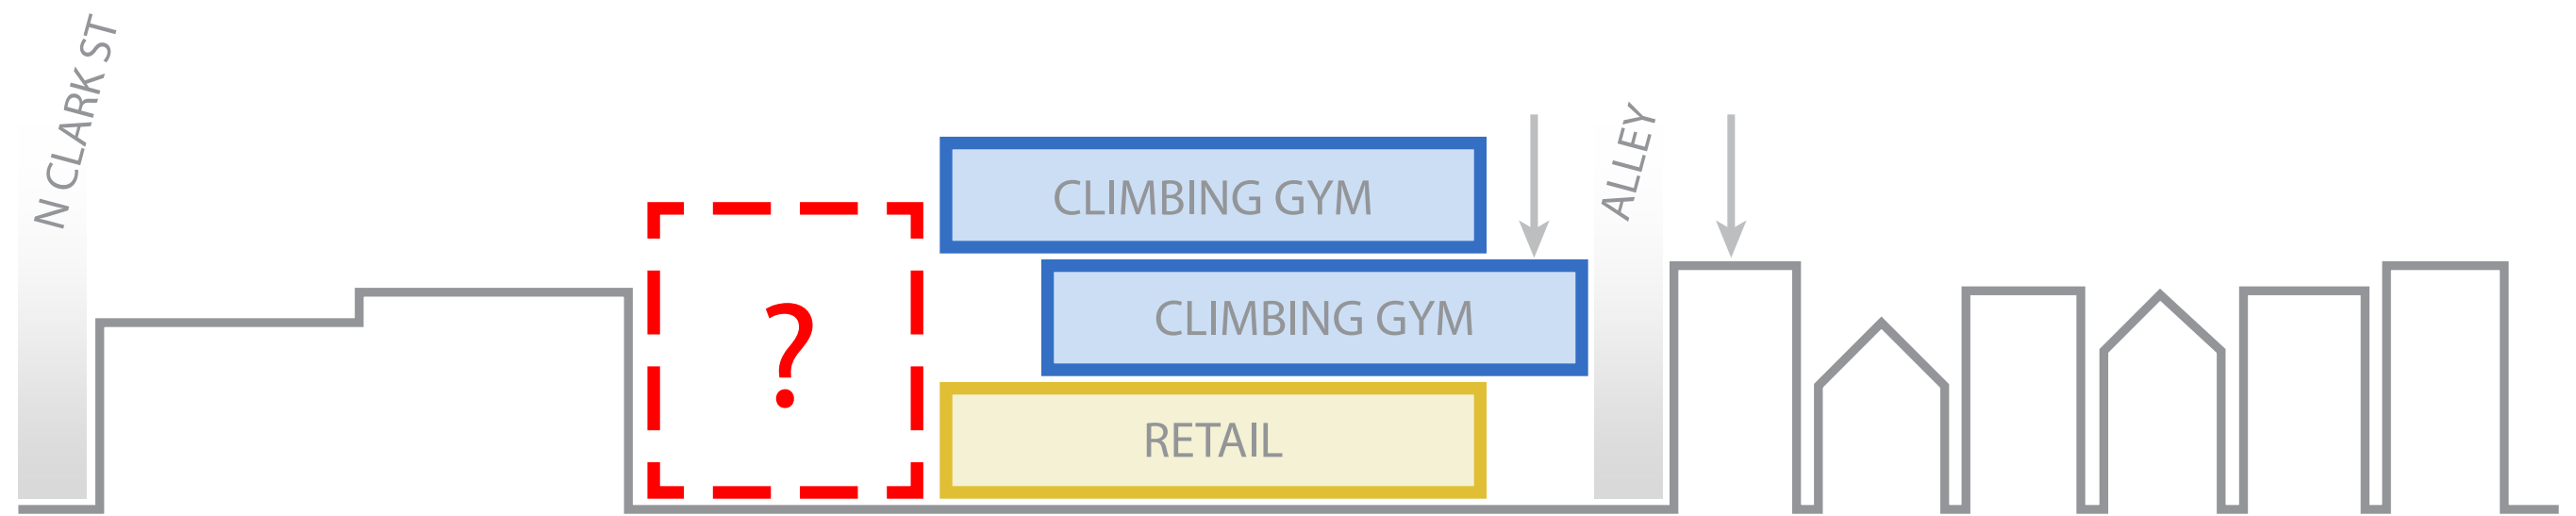 N CLARK ST
?
CLIMBING GYM
CLIMBING GYM
RETAIL
ALLEY